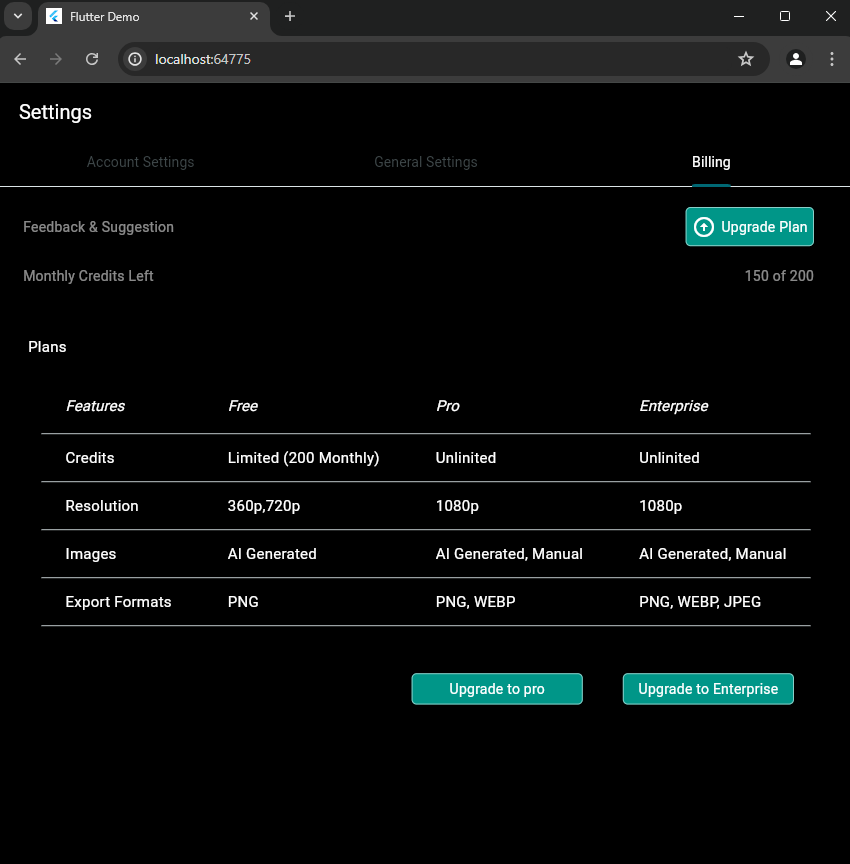 Flutter Demo
localhost:64775
Settings
Account Settings General Settings Billing
Feedback & Suggestion Upgrade Plan
Monthly Credits Left 150 of 200
Plans
Features Free Pro Enterprise
Credits Limited (200 Monthly) Unlinited Unlinited
Resolution 360p,720p 1080p 1080p
Images AI Generated AI Generated, Manual AI Generated, Manual
Export Formats PNG PNG, WEBP PNG, WEBP, JPEG
Upgrade to pro Upgrade to Enterprise